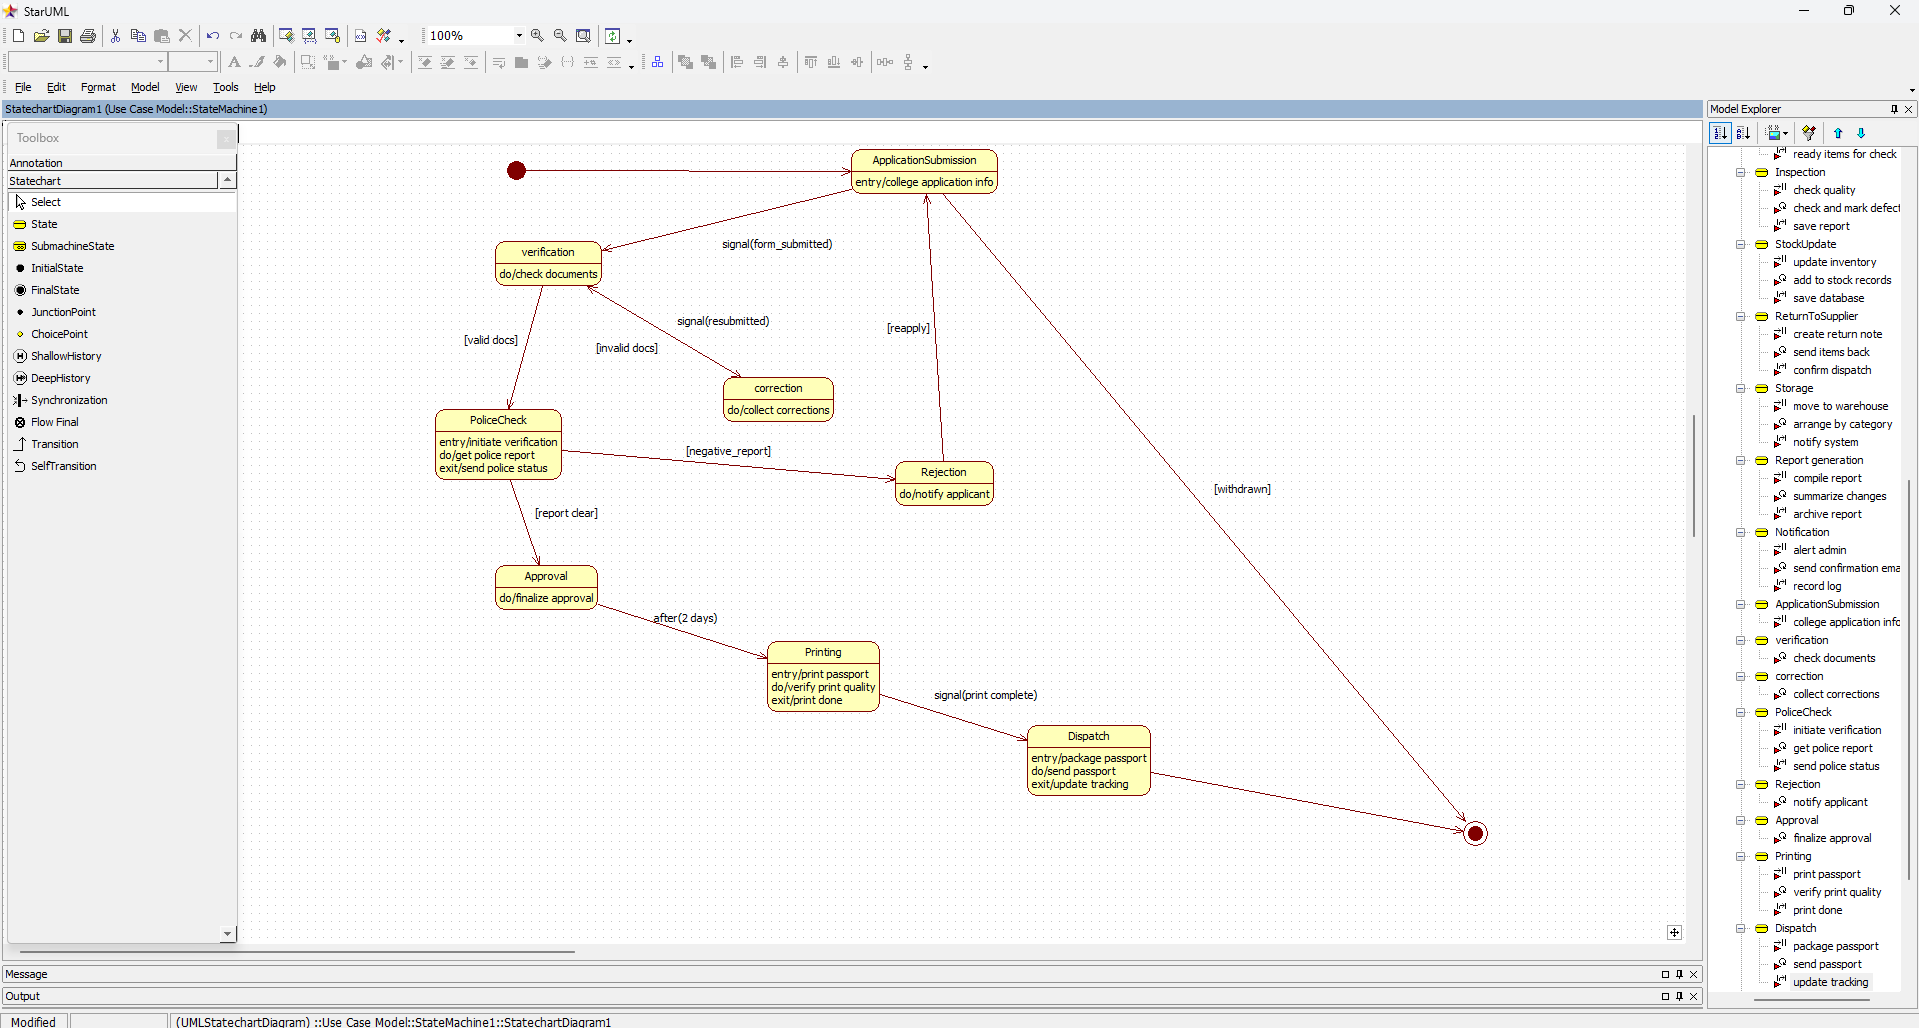 StarUML
100%
File Edit Format Model View Tools Help
StatechartDiagram1 (Use Case Model::StateMachine1)
Toolbox
Annotation
Statechart
Select
State
SubmachineState
InitialState
FinalState
JunctionPoint
ChoicePoint
ShallowHistory
DeepHistory
Synchronization
Flow Final
Transition
SelfTransition
ApplicationSubmission
entry/college application info
signal(form_submitted)
verification
do/check documents
signal(resubmitted)
[valid docs]
[invalid docs]
[reapply]
correction
do/collect corrections
PoliceCheck
entry/initiate verification
do/get police report
exit/send police status
[negative_report]
Rejection
do/notify applicant
[withdrawn]
[report clear]
Approval
do/finalize approval
after(2 days)
Printing
entry/print passport
do/verify print quality
exit/print done
signal(print complete)
Dispatch
entry/package passport
do/send passport
exit/update tracking
Model Explorer
ready items for check
Inspection
check quality
check and mark defect
save report
StockUpdate
update inventory
add to stock records
save database
ReturnToSupplier
create return note
send items back
confirm dispatch
Storage
move to warehouse
arrange by category
notify system
Report generation
compile report
summarize changes
archive report
Notification
alert admin
send confirmation ema
record log
ApplicationSubmission
college application info
verification
check documents
correction
collect corrections
PoliceCheck
initiate verification
get police report
send police status
Rejection
notify applicant
Approval
finalize approval
Printing
print passport
verify print quality
print done
Dispatch
package passport
send passport
update tracking
Message
Output
Modified
(UMLStatechartDiagram) ::Use Case Model::StateMachine1::StatechartDiagram1